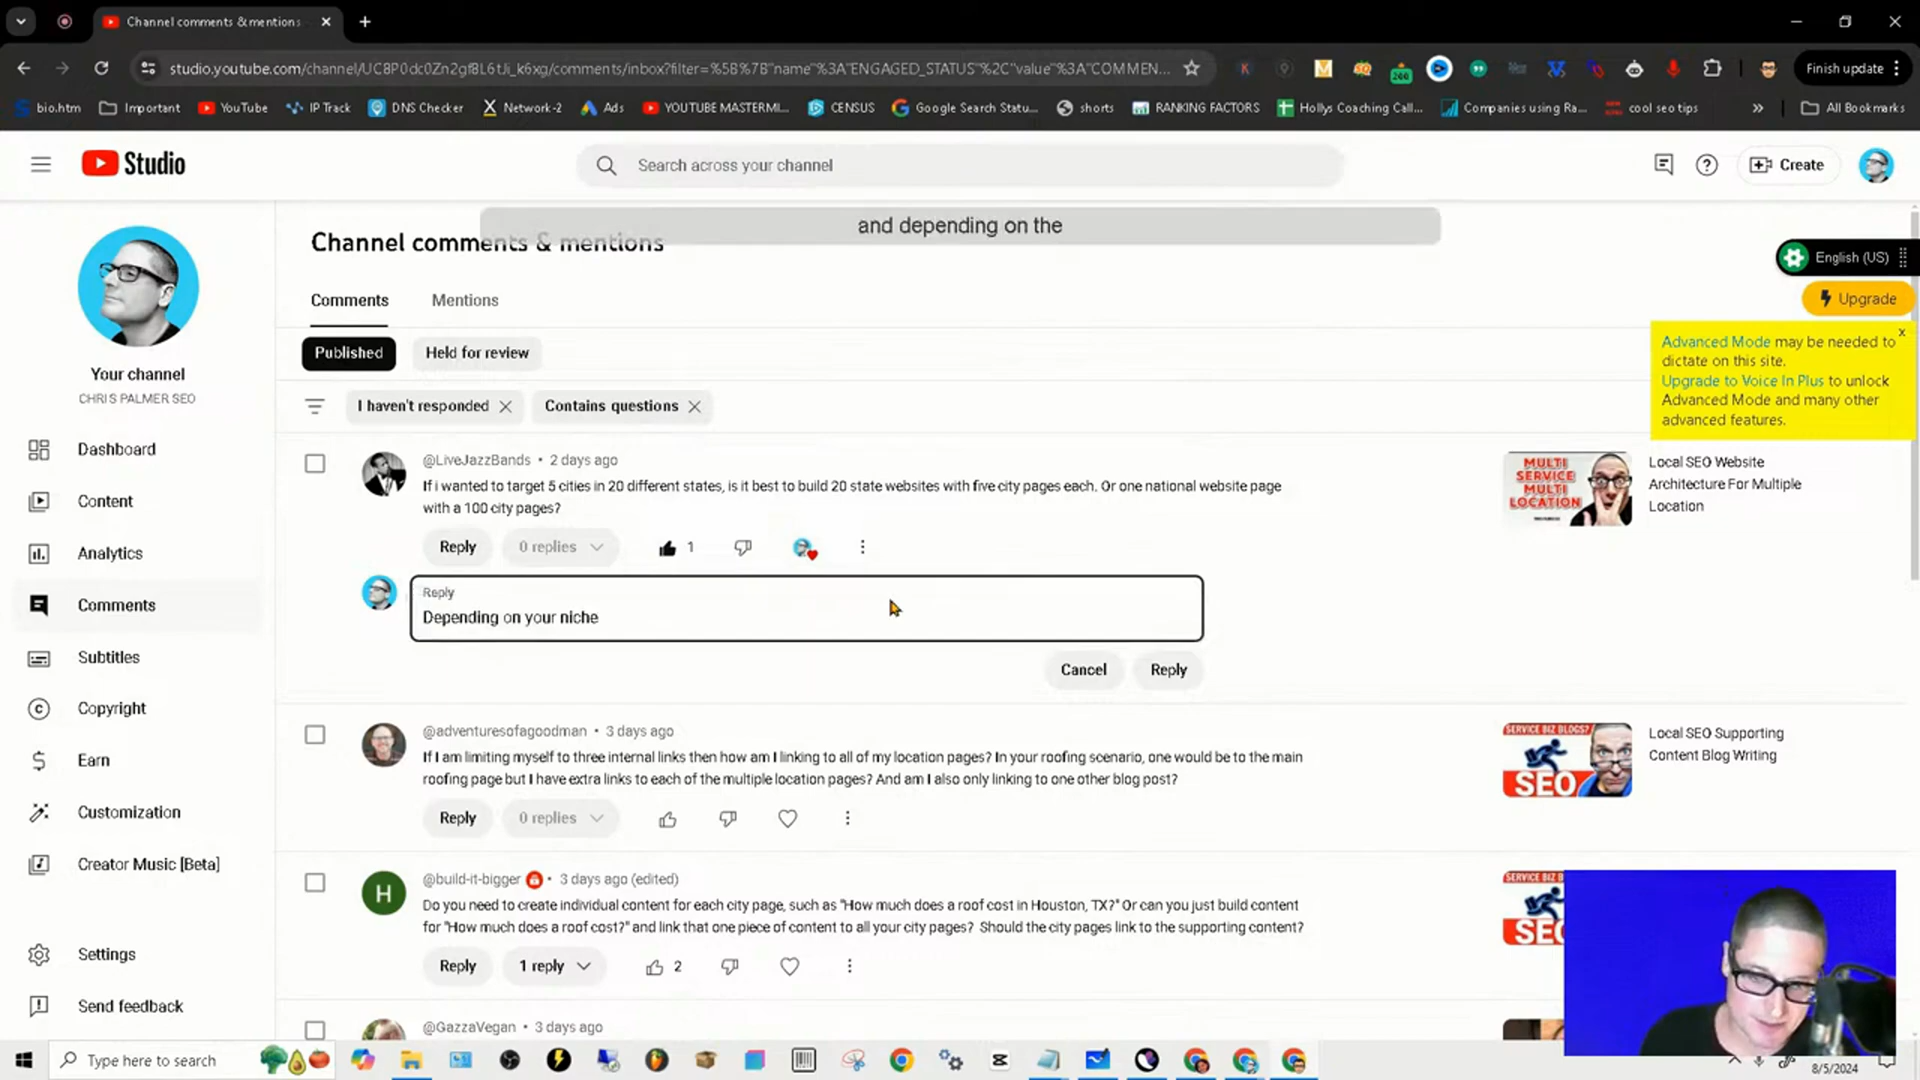 Channel comments & mentions
studio.youtube.com/channel/UC8P0dc0Zn2gf8L6tJi_k6xg/comments/inbox?filter=%5B%7B"name"%3A"ENGAGED_STATUS"%2C"value"%3A"COMMEN...
Finish update
bio.htm
Important
YouTube
IP Track
DNS Checker
Network-2
Ads
YOUTUBE MASTERMI...
CENSUS
Google Search Statu...
shorts
RANKING FACTORS
Hollys Coaching Call...
Companies using Ra...
cool seo tips
All Bookmarks
Studio
Search across your channel
Create
and depending on the
Channel comments & mentions
English (US)
Upgrade
Comments
Mentions
Advanced Mode may be needed to
dictate on this site.
Upgrade to Voice In Plus to unlock
Advanced Mode and many other
advanced features.
x
Published
Held for review
Your channel
CHRIS PALMER SEO
I haven't responded
Contains questions
Dashboard
Content
Analytics
Comments
Subtitles
Copyright
Earn
Customization
Creator Music [Beta]
Settings
Send feedback
@LiveJazzBands • 2 days ago
If i wanted to target 5 cities in 20 different states, is it best to build 20 state websites with five city pages each. Or one national website page
with a 100 city pages?
Reply
0 replies
1
MULTI
SERVICE
MULTI
LOCATION
Local SEO Website
Architecture For Multiple
Location
Reply
Depending on your niche
Cancel
Reply
@adventuresofagoodman • 3 days ago
If I am limiting myself to three internal links then how am I linking to all of my location pages? In your roofing scenario, one would be to the main
roofing page but I have extra links to each of the multiple location pages? And am I also only linking to one other blog post?
Reply
0 replies
SERVICE BIZ BLOGS?
SEO
Local SEO Supporting
Content Blog Writing
H
@build-it-bigger • 3 days ago (edited)
Do you need to create individual content for each city page, such as "How much does a roof cost in Houston, TX?" Or can you just build content
for "How much does a roof cost?" and link that one piece of content to all your city pages? Should the city pages link to the supporting content?
Reply
1 reply
2
SERVICE BIZ
SEO
@GazzaVegan • 3 days ago
Type here to search
8/5/2024